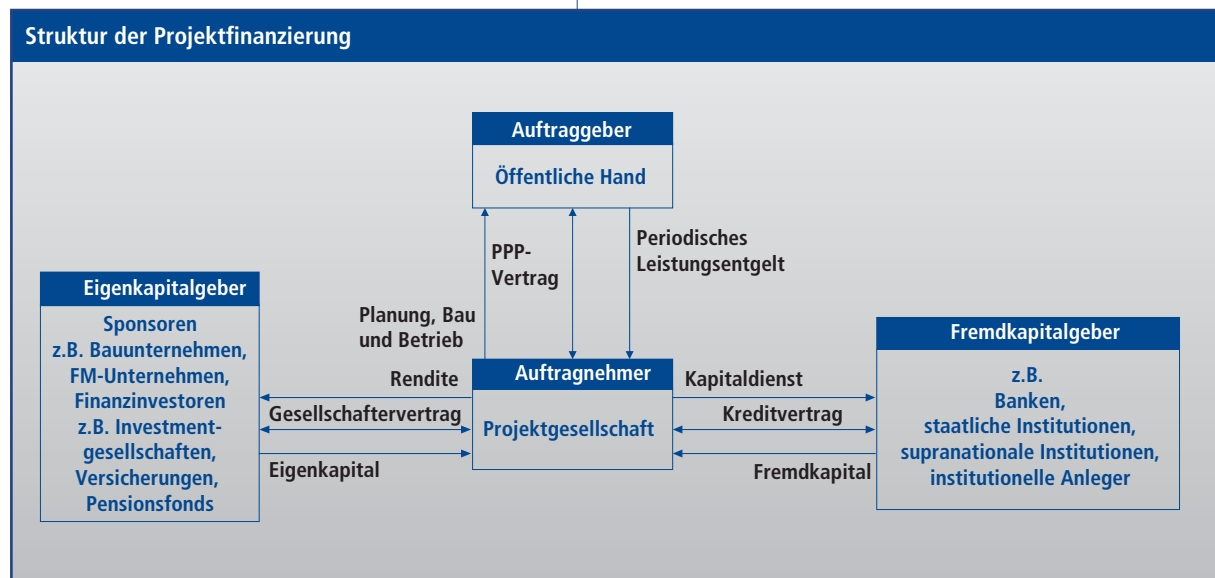 Struktur der Projektfinanzierung
Auftraggeber
Öffentliche Hand
PPP-
Vertrag
Periodisches
Leistungsentgelt
Planung, Bau
und Betrieb
Eigenkapitalgeber
Sponsoren
z.B. Bauunternehmen,
FM-Unternehmen,
Finanzinvestoren
z.B. Investment-
gesellschaften,
Versicherungen,
Pensionsfonds
Rendite
Gesellschaftervertrag
Eigenkapital
Auftragnehmer
Projektgesellschaft
Kapitaldienst
Kreditvertrag
Fremdkapital
Fremdkapitalgeber
z.B.
Banken,
staatliche Institutionen,
supranationale Institutionen,
institutionelle Anleger